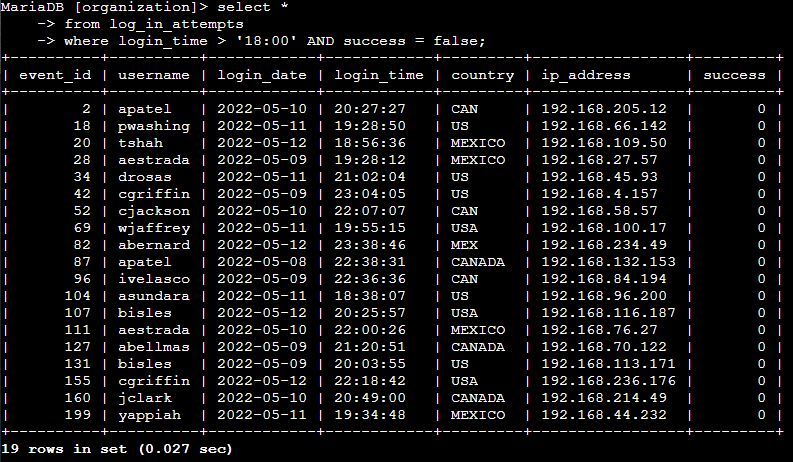 MariaDB [organization]> select *
    -> from log_in_attempts
    -> where login_time > '18:00' AND success = false;
+----------+----------+------------+------------+---------+-----------------+---------+
| event_id | username | login_date | login_time | country | ip_address      | success |
+----------+----------+------------+------------+---------+-----------------+---------+
|        2 | apatel   | 2022-05-10 | 20:27:27   | CAN     | 192.168.205.12  |       0 |
|       18 | pwashing | 2022-05-11 | 19:28:50   | US      | 192.168.66.142  |       0 |
|       20 | tshah    | 2022-05-12 | 18:56:36   | MEXICO  | 192.168.109.50  |       0 |
|       28 | aestrada | 2022-05-09 | 19:28:12   | MEXICO  | 192.168.27.57   |       0 |
|       34 | drosas   | 2022-05-11 | 21:02:04   | US      | 192.168.45.93   |       0 |
|       42 | cgriffin | 2022-05-09 | 23:04:05   | US      | 192.168.4.157   |       0 |
|       52 | cjackson | 2022-05-10 | 22:07:07   | CAN     | 192.168.58.57   |       0 |
|       69 | wjaffrey | 2022-05-11 | 19:55:15   | USA     | 192.168.100.17  |       0 |
|       82 | abernard | 2022-05-12 | 23:38:46   | MEX     | 192.168.234.49  |       0 |
|       87 | apatel   | 2022-05-08 | 22:38:31   | CANADA  | 192.168.132.153 |       0 |
|       96 | ivelasco | 2022-05-09 | 22:36:36   | CAN     | 192.168.84.194  |       0 |
|      104 | asundara | 2022-05-11 | 18:38:07   | US      | 192.168.96.200  |       0 |
|      107 | bisles   | 2022-05-12 | 20:25:57   | USA     | 192.168.116.187 |       0 |
|      111 | aestrada | 2022-05-10 | 22:00:26   | MEXICO  | 192.168.76.27   |       0 |
|      127 | abellmas | 2022-05-09 | 21:20:51   | CANADA  | 192.168.70.122  |       0 |
|      131 | bisles   | 2022-05-09 | 20:03:55   | US      | 192.168.113.171 |       0 |
|      155 | cgriffin | 2022-05-12 | 22:18:42   | USA     | 192.168.236.176 |       0 |
|      160 | jclark   | 2022-05-10 | 20:49:00   | CANADA  | 192.168.214.49  |       0 |
|      199 | yappiah  | 2022-05-11 | 19:34:48   | MEXICO  | 192.168.44.232  |       0 |
+----------+----------+------------+------------+---------+-----------------+---------+
19 rows in set (0.027 sec)